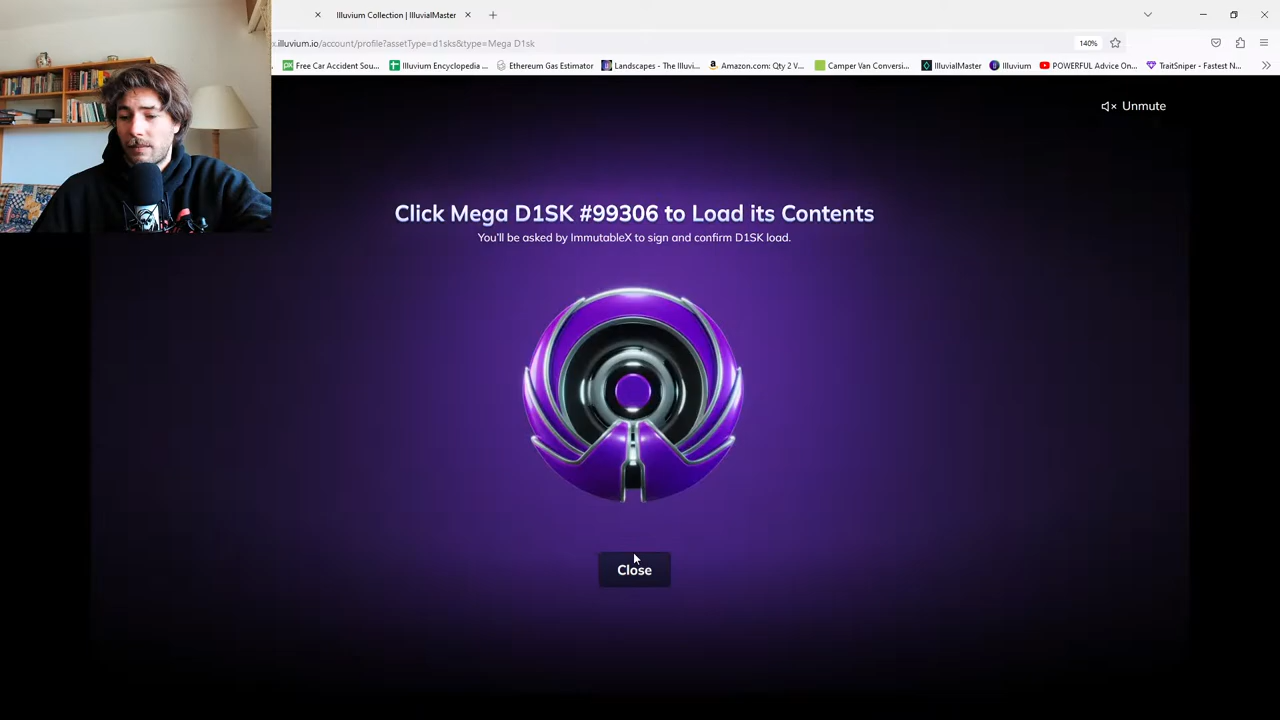 Illuvium Collection | IlluvialMaster
x.illuvium.io/account/profile?assetType=d1sks&type=Mega D1sk
140%
Free Car Accident Sou...
Illuvium Encyclopedia ...
Ethereum Gas Estimator
Landscapes - The Illuvi...
Amazon.com: Qty 2 V...
Camper Van Conversi...
IlluvialMaster
Illuvium
POWERFUL Advice On...
TraitSniper - Fastest N...
Unmute
Click Mega D1SK #99306 to Load its Contents
You'll be asked by ImmutableX to sign and confirm D1SK load.
Close